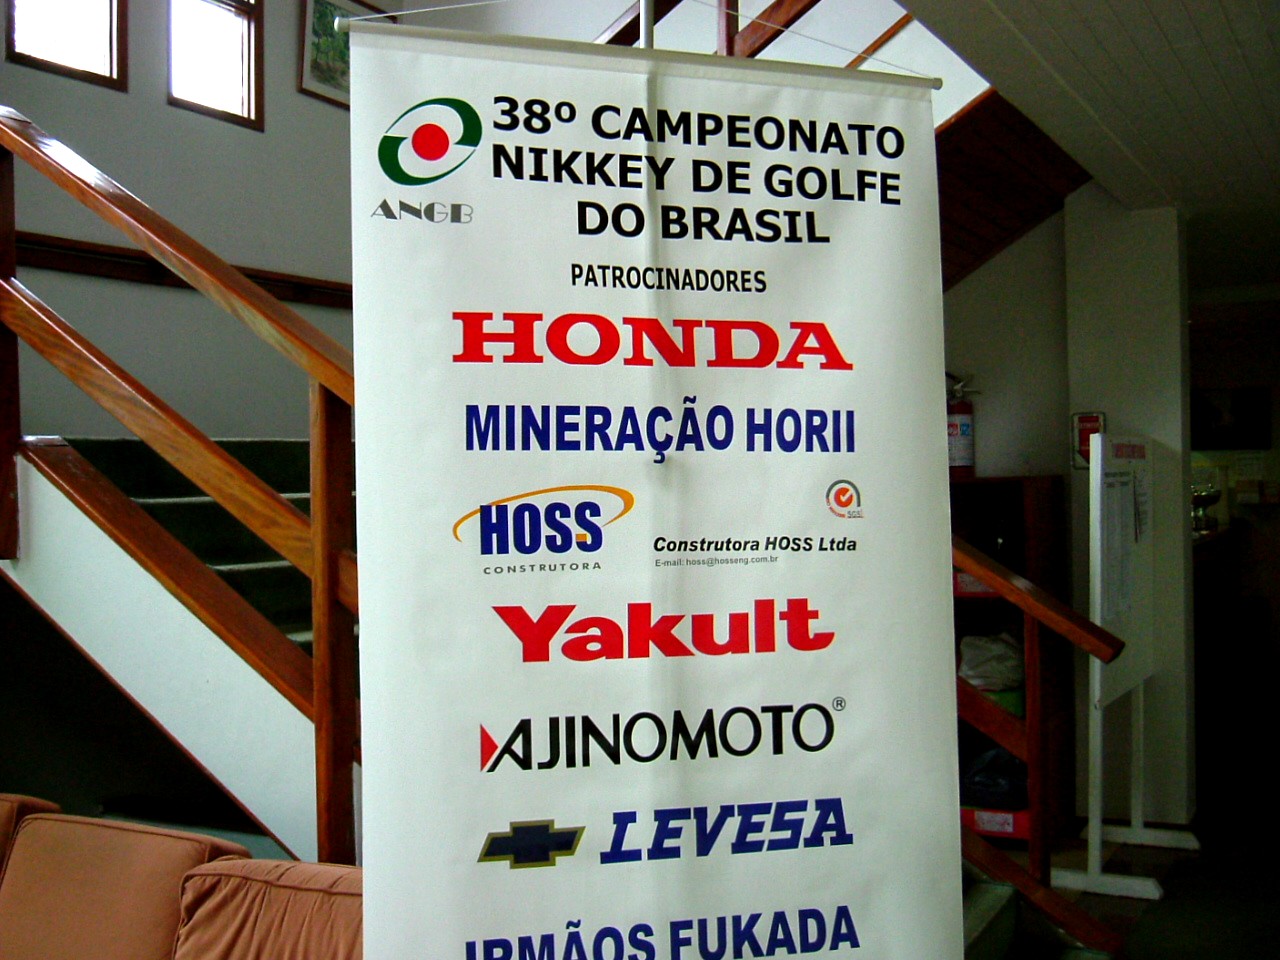 38º CAMPEONATO
NIKKEY DE GOLFE
DO BRASIL
ANGB
PATROCINADORES
HONDA
MINERAÇÃO HORII
HOSS
CONSTRUTORA
SGS
Construtora HOSS Ltda
E-mail: hoss@hosseng.com.br
Yakult
AJINOMOTO®
LEVESA
IRMÃOS FUKADA